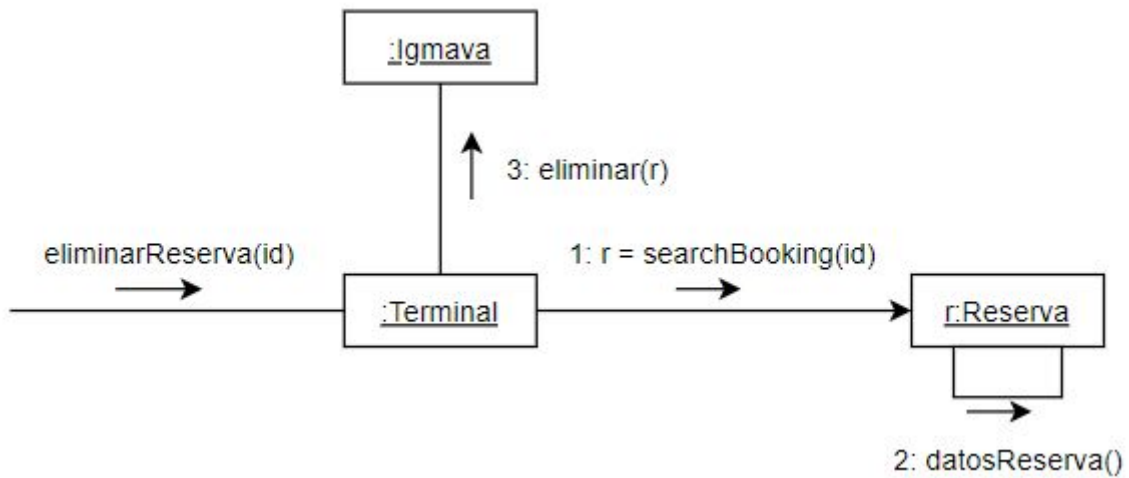 :Igmava
3: eliminar(r)
eliminarReserva(id)
1: r = searchBooking(id)
:Terminal
r:Reserva
2: datosReserva()